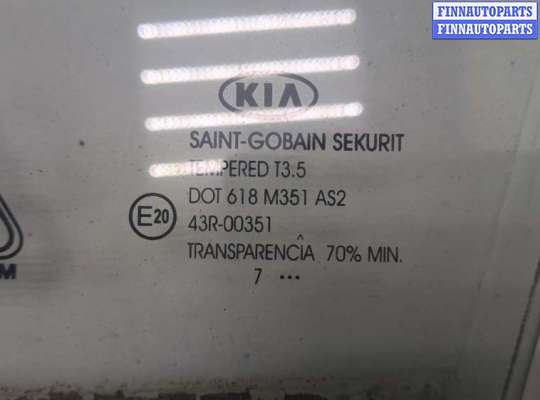 FINNAUTOPARTS
FINNAUTOPARTS
KIA
SAINT-GOBAIN SEKURIT
TEMPERED T3.5
DOT 618 M351 AS2
E20
43R-00351
TRANSPARENCÎA 70% MIN.
7 ...
M